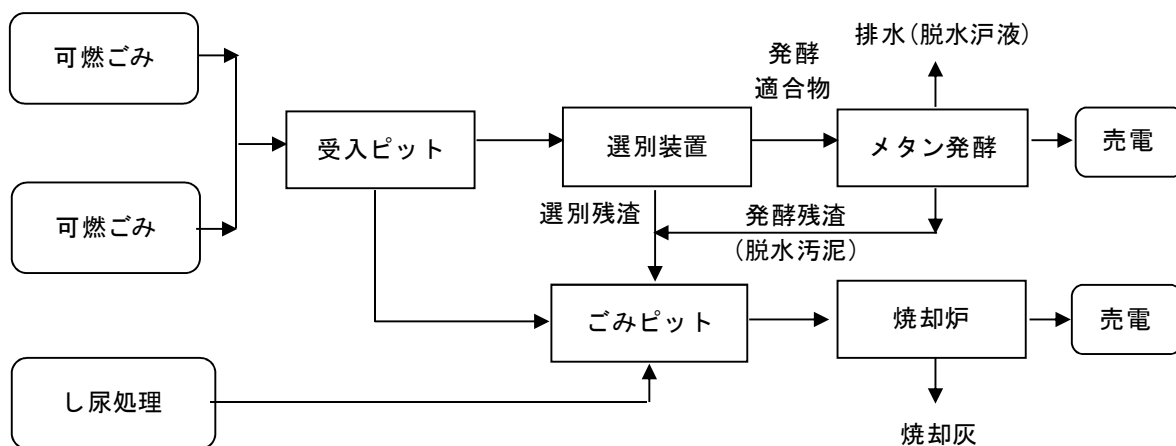 可燃ごみ
可燃ごみ
し尿処理
受入ピット
選別装置
選別残渣
発酵
適合物
排水(脱水沪液)
メタン発酵
売電
発酵残渣
(脱水汚泥)
ごみピット
焼却炉
売電
焼却灰